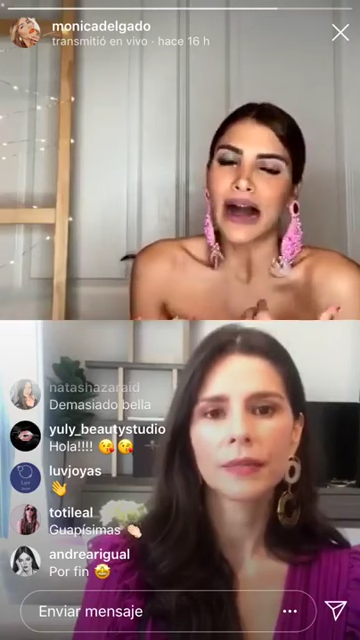 monicadelgado
transmitió en vivo · hace 16 h
natashazaraid
Demasiado bella
yuly_beautystudio
Hola!!!! 😘😘
luvjoyas
👋
totileal
Guapísimas 👏🏻
andrearigual
Por fin 🤩
Enviar mensaje